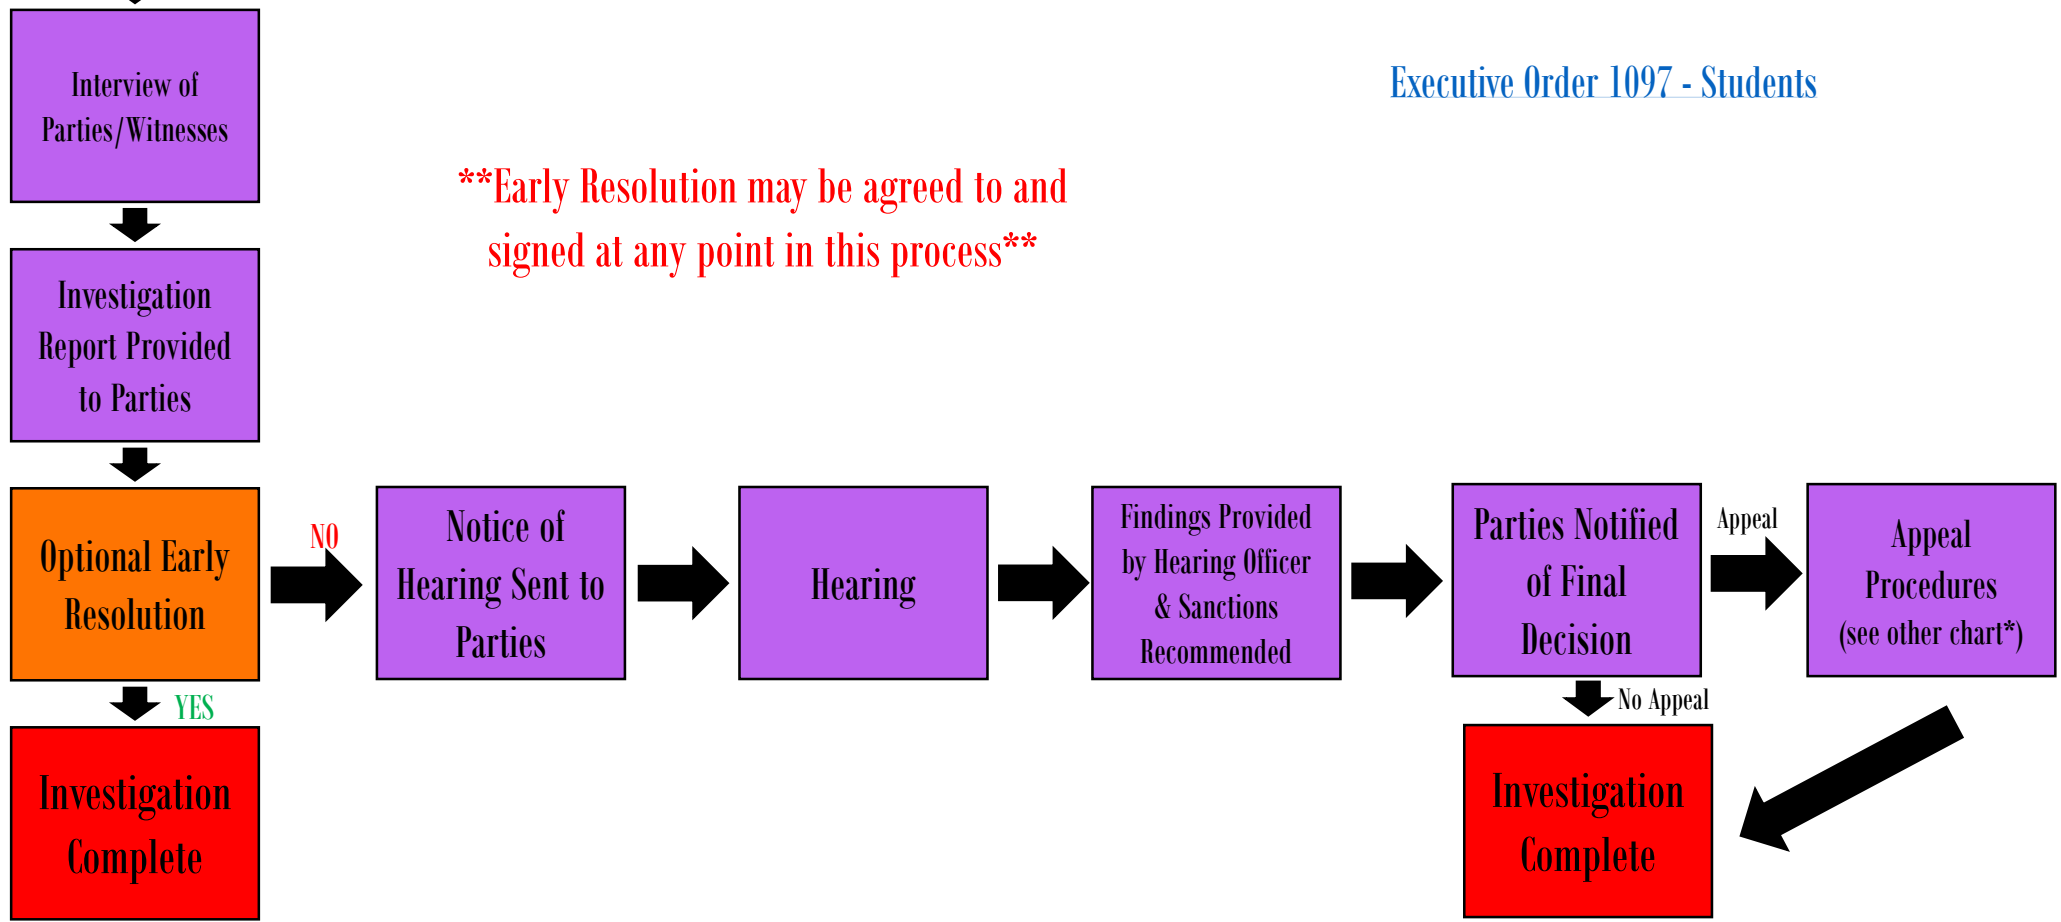 Interview of
Parties/Witnesses
Executive Order 1097 - Students
**Early Resolution may be agreed to and
signed at any point in this process**
Investigation
Report Provided
to Parties
Optional Early
Resolution
NO
Notice of
Hearing Sent to
Parties
Hearing
Findings Provided
by Hearing Officer
& Sanctions
Recommended
Parties Notified
of Final
Decision
Appeal
Appeal
Procedures
(see other chart*)
YES
No Appeal
Investigation
Complete
Investigation
Complete